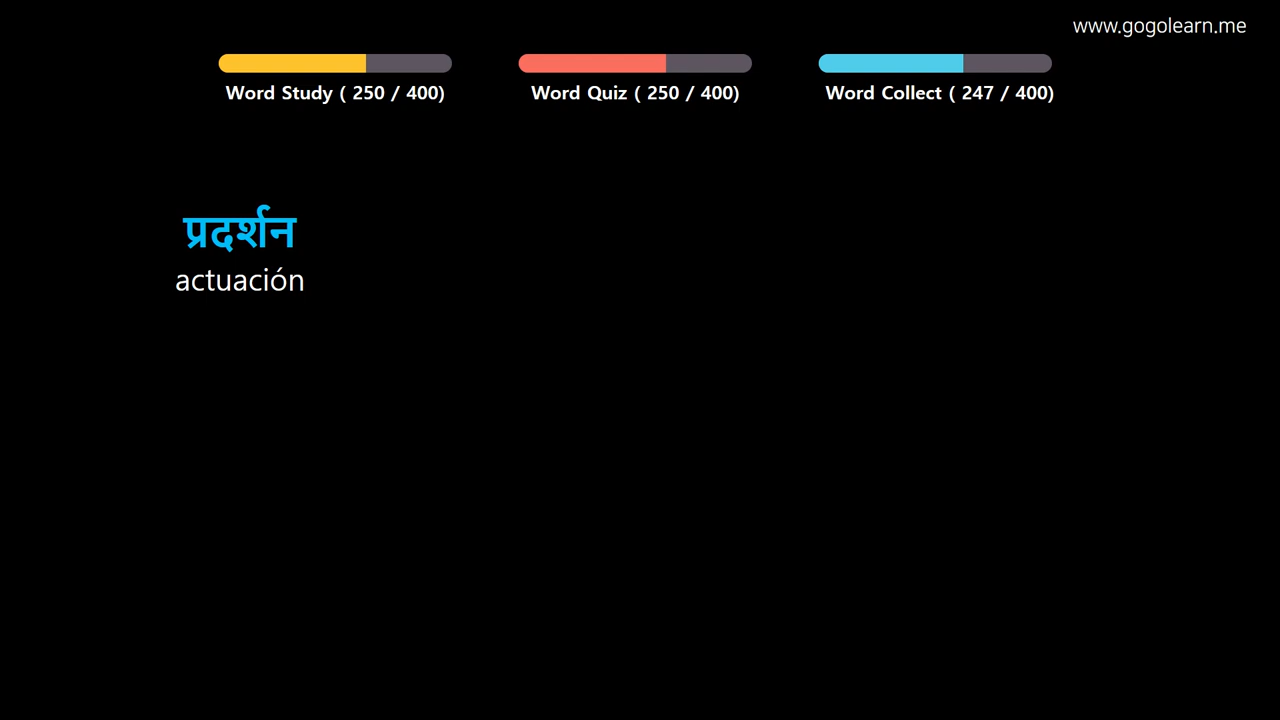 www.gogolearn.me
Word Study ( 250 / 400)
Word Quiz ( 250 / 400)
Word Collect ( 247 / 400)
प्रदर्शन
actuación